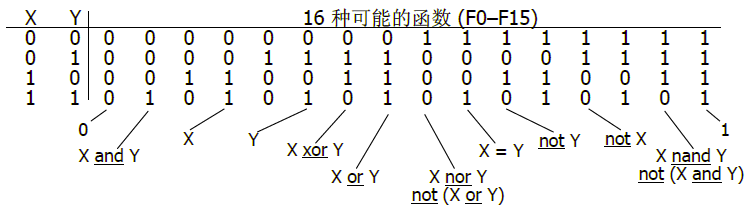 X Y 16 种可能的函数 (F0–F15)
0 0 0 0 0 0 0 0 0 0 1 1 1 1 1 1 1 1
0 1 0 0 0 0 1 1 1 1 0 0 0 0 1 1 1 1
1 0 0 0 1 1 0 0 1 1 0 0 1 1 0 0 1 1
1 1 0 1 0 1 0 1 0 1 0 1 0 1 0 1 0 1
0
X and Y
X
Y
X xor Y
X or Y
X nor Y
not (X or Y)
X = Y
not Y
not X
X nand Y
not (X and Y)
1